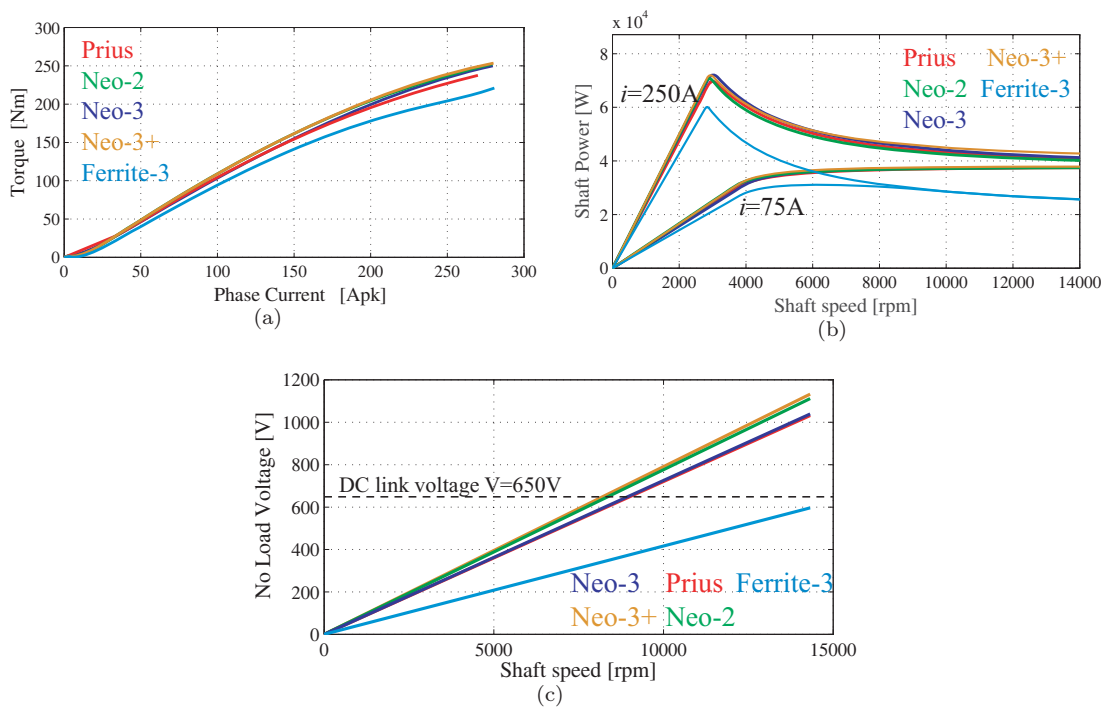 300
250
200
150
100
50
0
Torque [Nm]
Prius
Neo-2
Neo-3
Neo-3+
Ferrite-3
0 50 100 150 200 250 300
Phase Current [Apk]
(a)
x 10⁴
8
6
4
2
0
Shaft Power [W]
Prius Neo-3+
Neo-2 Ferrite-3
Neo-3
i=250A
i=75A
0 2000 4000 6000 8000 10000 12000 14000
Shaft speed [rpm]
(b)
1200
1000
800
600
400
200
0
No Load Voltage [V]
DC link voltage V=650V
Neo-3 Prius Ferrite-3
Neo-3+ Neo-2
0 5000 10000 15000
Shaft speed [rpm]
(c)